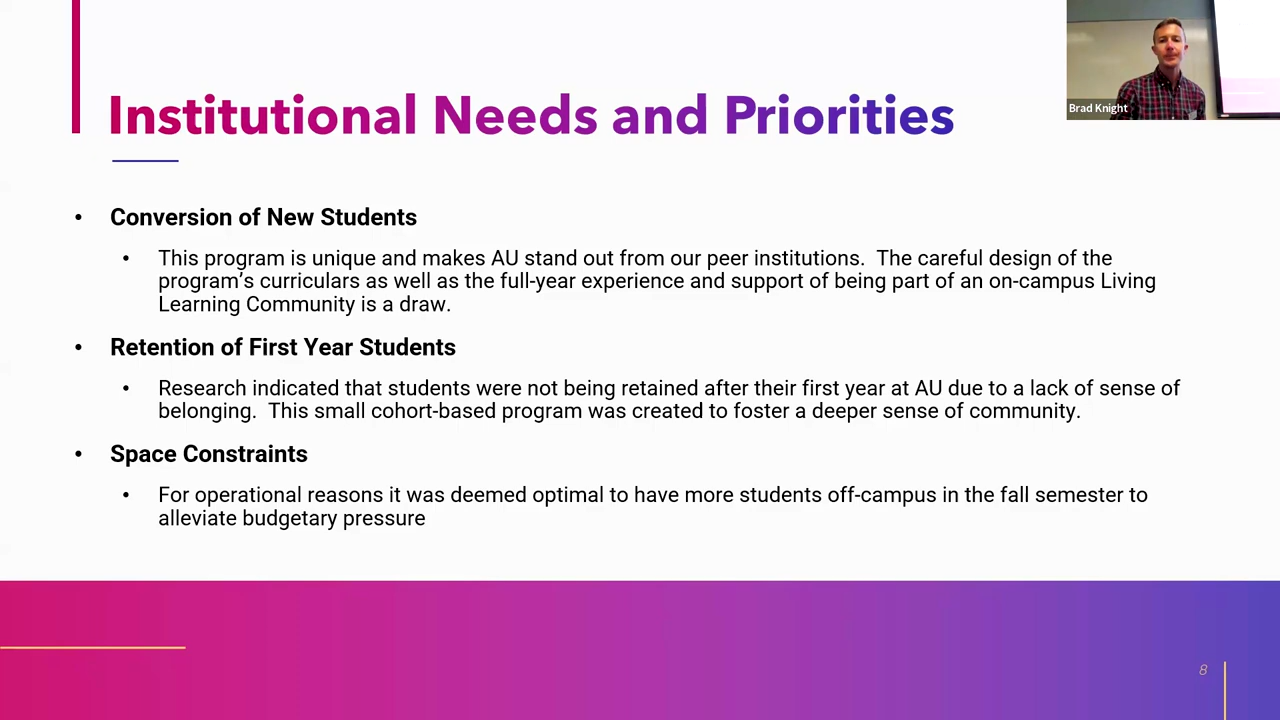 Institutional Needs and Priorities
Brad Knight
• Conversion of New Students
• This program is unique and makes AU stand out from our peer institutions.  The careful design of the
program’s curriculars as well as the full-year experience and support of being part of an on-campus Living
Learning Community is a draw.
• Retention of First Year Students
• Research indicated that students were not being retained after their first year at AU due to a lack of sense of
belonging.  This small cohort-based program was created to foster a deeper sense of community.
• Space Constraints
• For operational reasons it was deemed optimal to have more students off-campus in the fall semester to
alleviate budgetary pressure
8